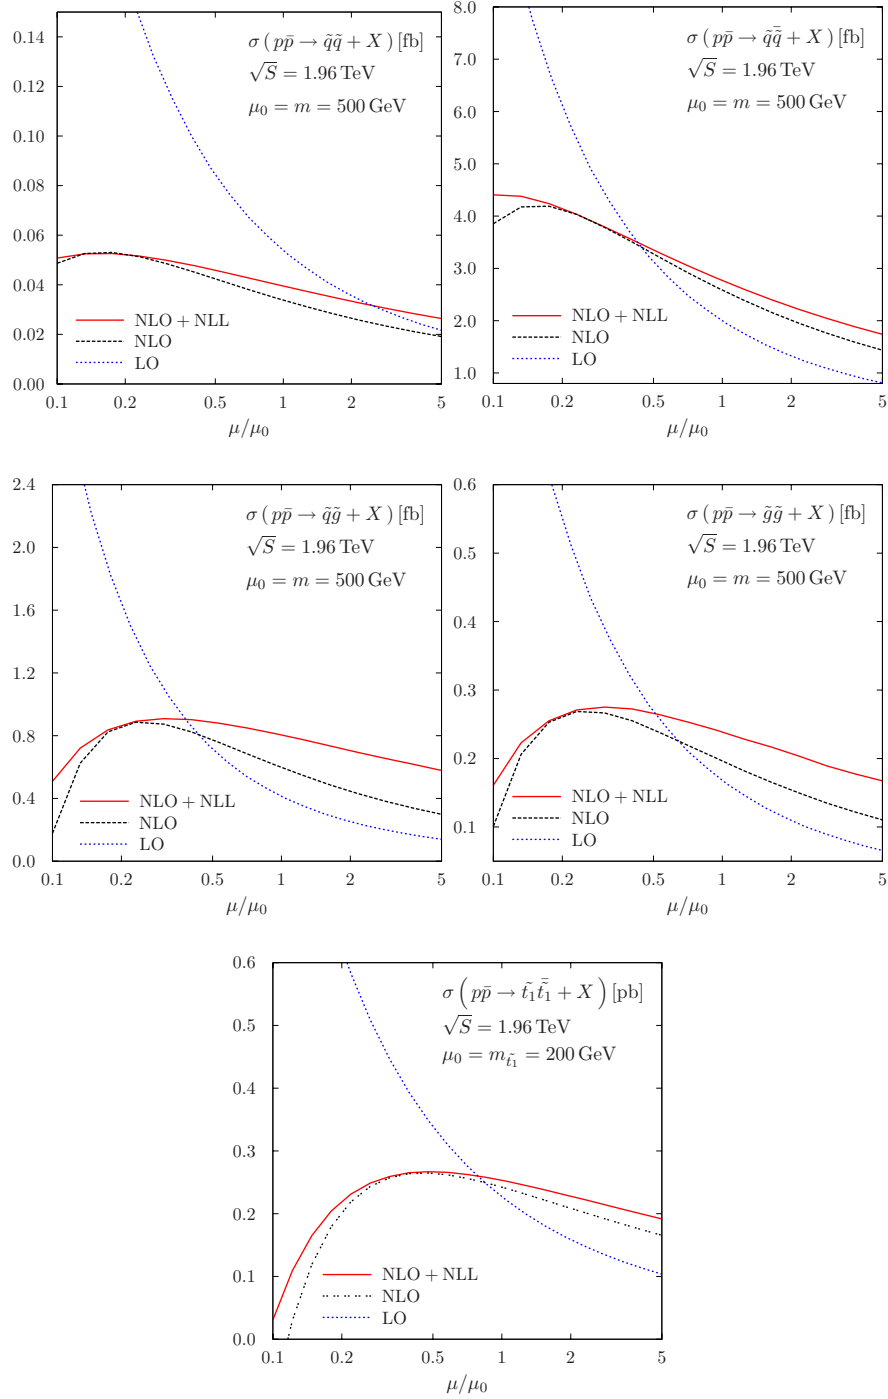 σ ( pp̄ → q̃q̃ + X ) [fb]
√S = 1.96 TeV
μ₀ = m = 500 GeV
0.14
0.12
0.10
0.08
0.06
0.04
0.02
0.00
NLO + NLL
NLO
LO
0.1 0.2 0.5 1 2 5
μ/μ₀
σ ( pp̄ → q̃q̃̄ + X ) [fb]
√S = 1.96 TeV
μ₀ = m = 500 GeV
8.0
7.0
6.0
5.0
4.0
3.0
2.0
1.0
NLO + NLL
NLO
LO
0.1 0.2 0.5 1 2 5
μ/μ₀
σ ( pp̄ → q̃g̃ + X ) [fb]
√S = 1.96 TeV
μ₀ = m = 500 GeV
2.4
2.0
1.6
1.2
0.8
0.4
0.0
NLO + NLL
NLO
LO
0.1 0.2 0.5 1 2 5
μ/μ₀
σ ( pp̄ → g̃g̃ + X ) [fb]
√S = 1.96 TeV
μ₀ = m = 500 GeV
0.6
0.5
0.4
0.3
0.2
0.1
NLO + NLL
NLO
LO
0.1 0.2 0.5 1 2 5
μ/μ₀
σ ( pp̄ → t̃₁t̃̄₁ + X ) [pb]
√S = 1.96 TeV
μ₀ = m_t̃₁ = 200 GeV
0.6
0.5
0.4
0.3
0.2
0.1
0.0
NLO + NLL
NLO
LO
0.1 0.2 0.5 1 2 5
μ/μ₀